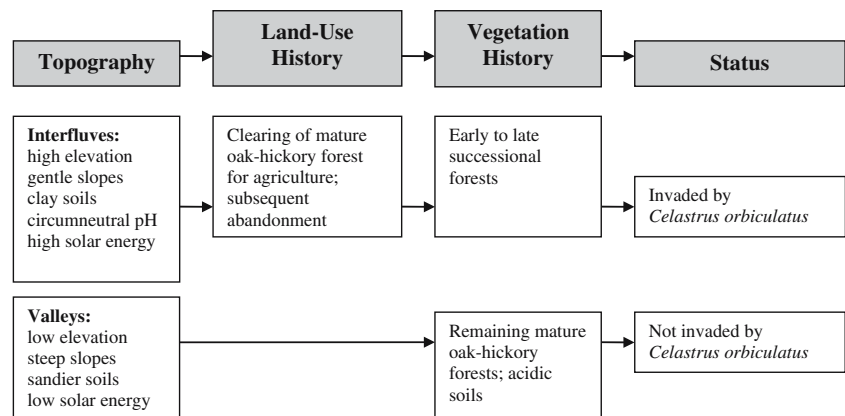 Topography
Land-Use
History
Vegetation
History
Status
Interfluves:
high elevation
gentle slopes
clay soils
circumneutral pH
high solar energy
Clearing of mature
oak-hickory forest
for agriculture;
subsequent
abandonment
Early to late
successional
forests
Invaded by
Celastrus orbiculatus
Valleys:
low elevation
steep slopes
sandier soils
low solar energy
Remaining mature
oak-hickory
forests; acidic
soils
Not invaded by
Celastrus orbiculatus